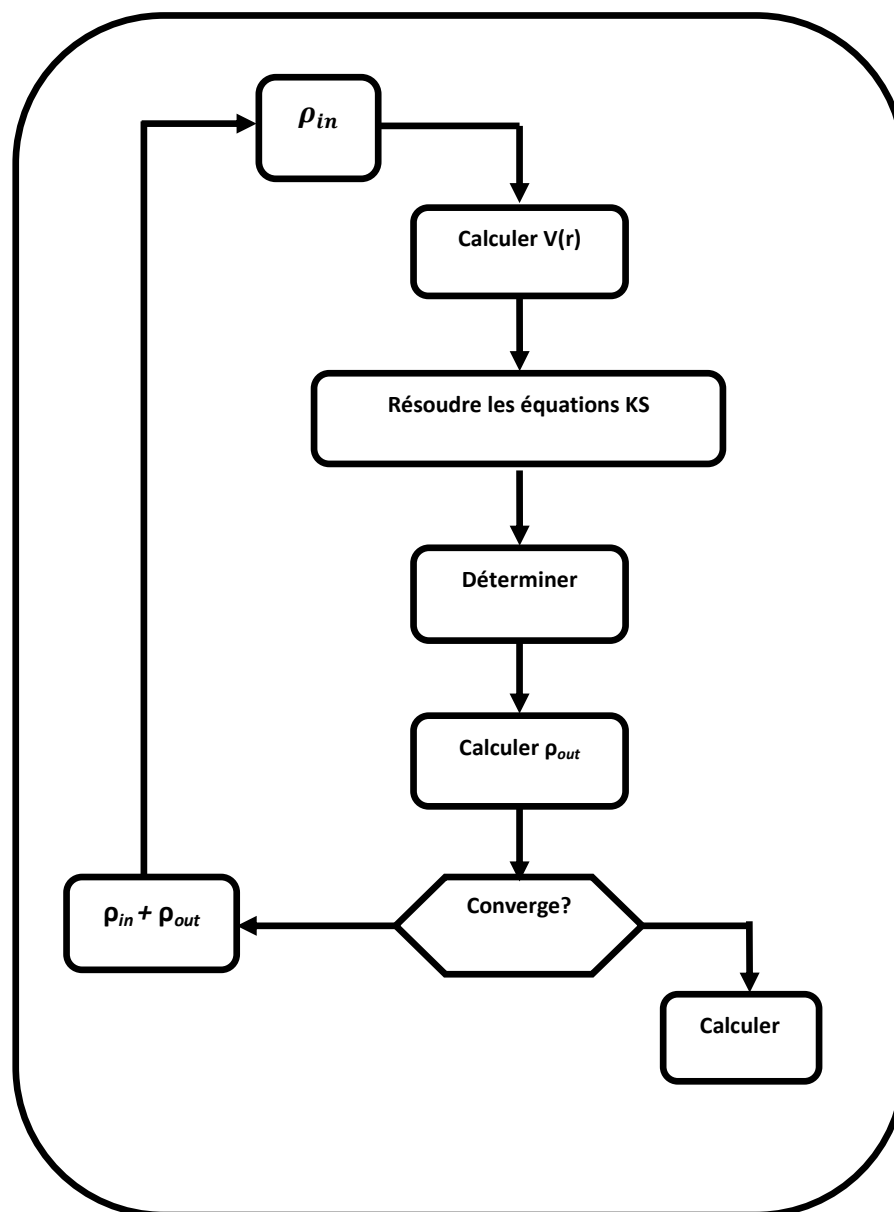 ρin
Calculer V(r)
Résoudre les équations KS
Déterminer
Calculer ρout
Converge?
ρin + ρout
Calculer